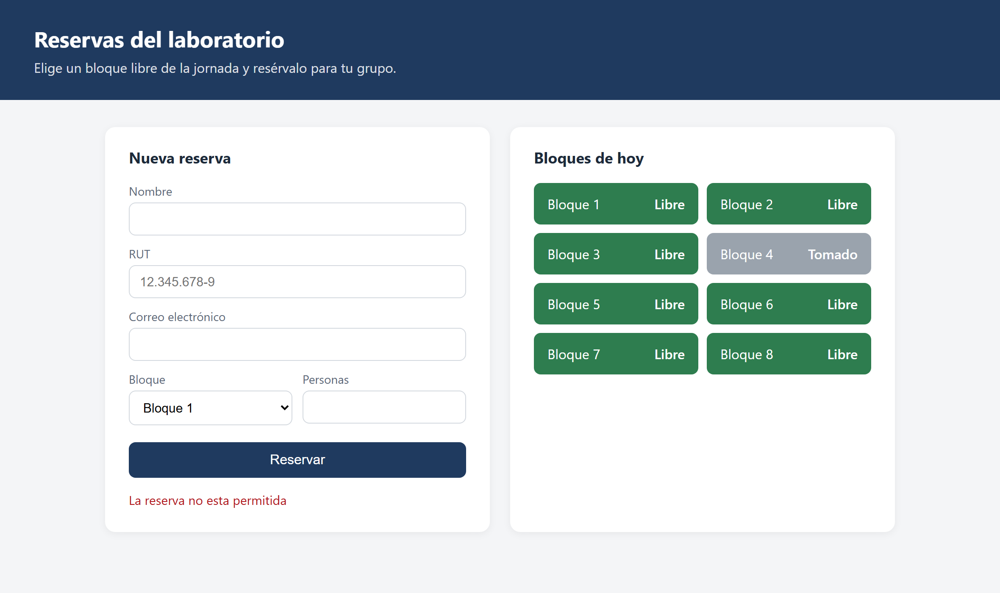 Reservas del laboratorio
Elige un bloque libre de la jornada y resérvalo para tu grupo.
Nueva reserva
Nombre
RUT
12.345.678-9
Correo electrónico
Bloque
Personas
Bloque 1
Reservar
La reserva no esta permitida
Bloques de hoy
Bloque 1 Libre
Bloque 2 Libre
Bloque 3 Libre
Bloque 4 Tomado
Bloque 5 Libre
Bloque 6 Libre
Bloque 7 Libre
Bloque 8 Libre